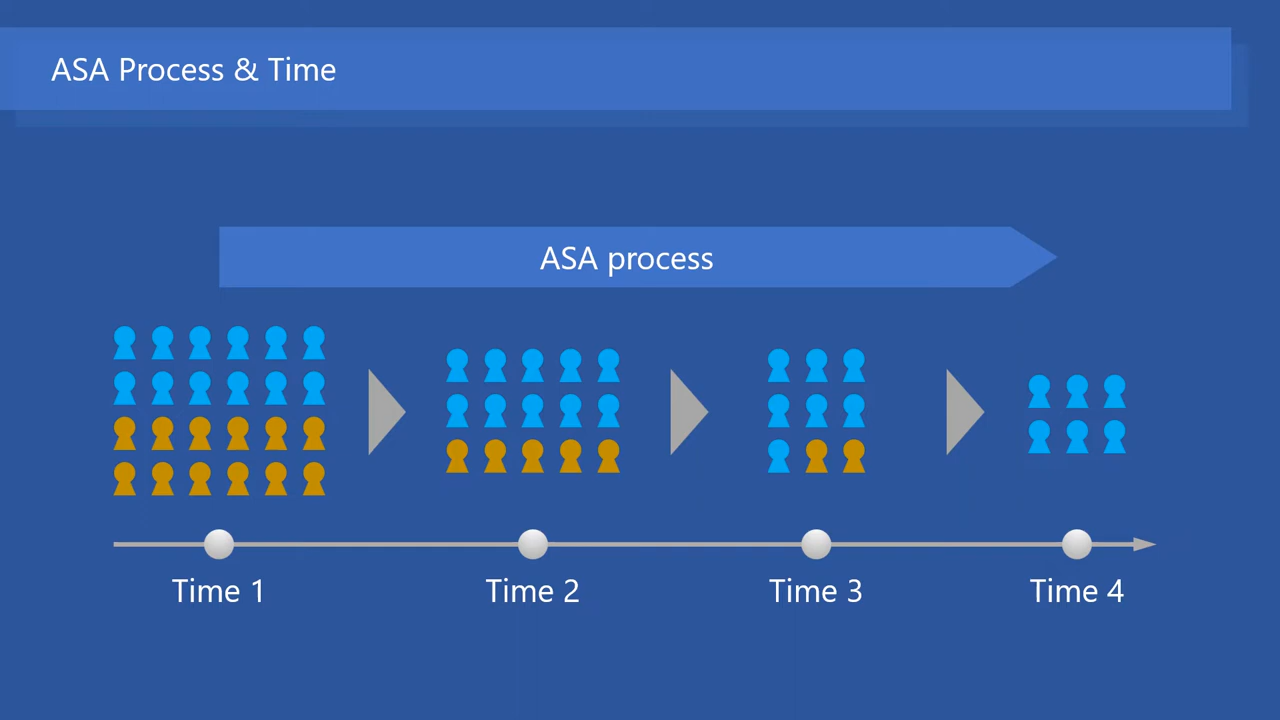 ASA Process & Time
ASA process
Time 1
Time 2
Time 3
Time 4